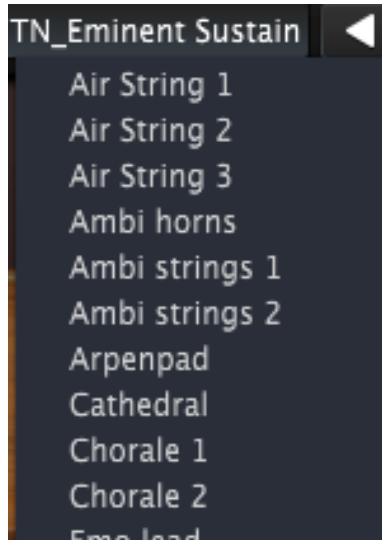 TN_Eminent Sustain
Air String 1
Air String 2
Air String 3
Ambi horns
Ambi strings 1
Ambi strings 2
Arpenpad
Cathedral
Chorale 1
Chorale 2